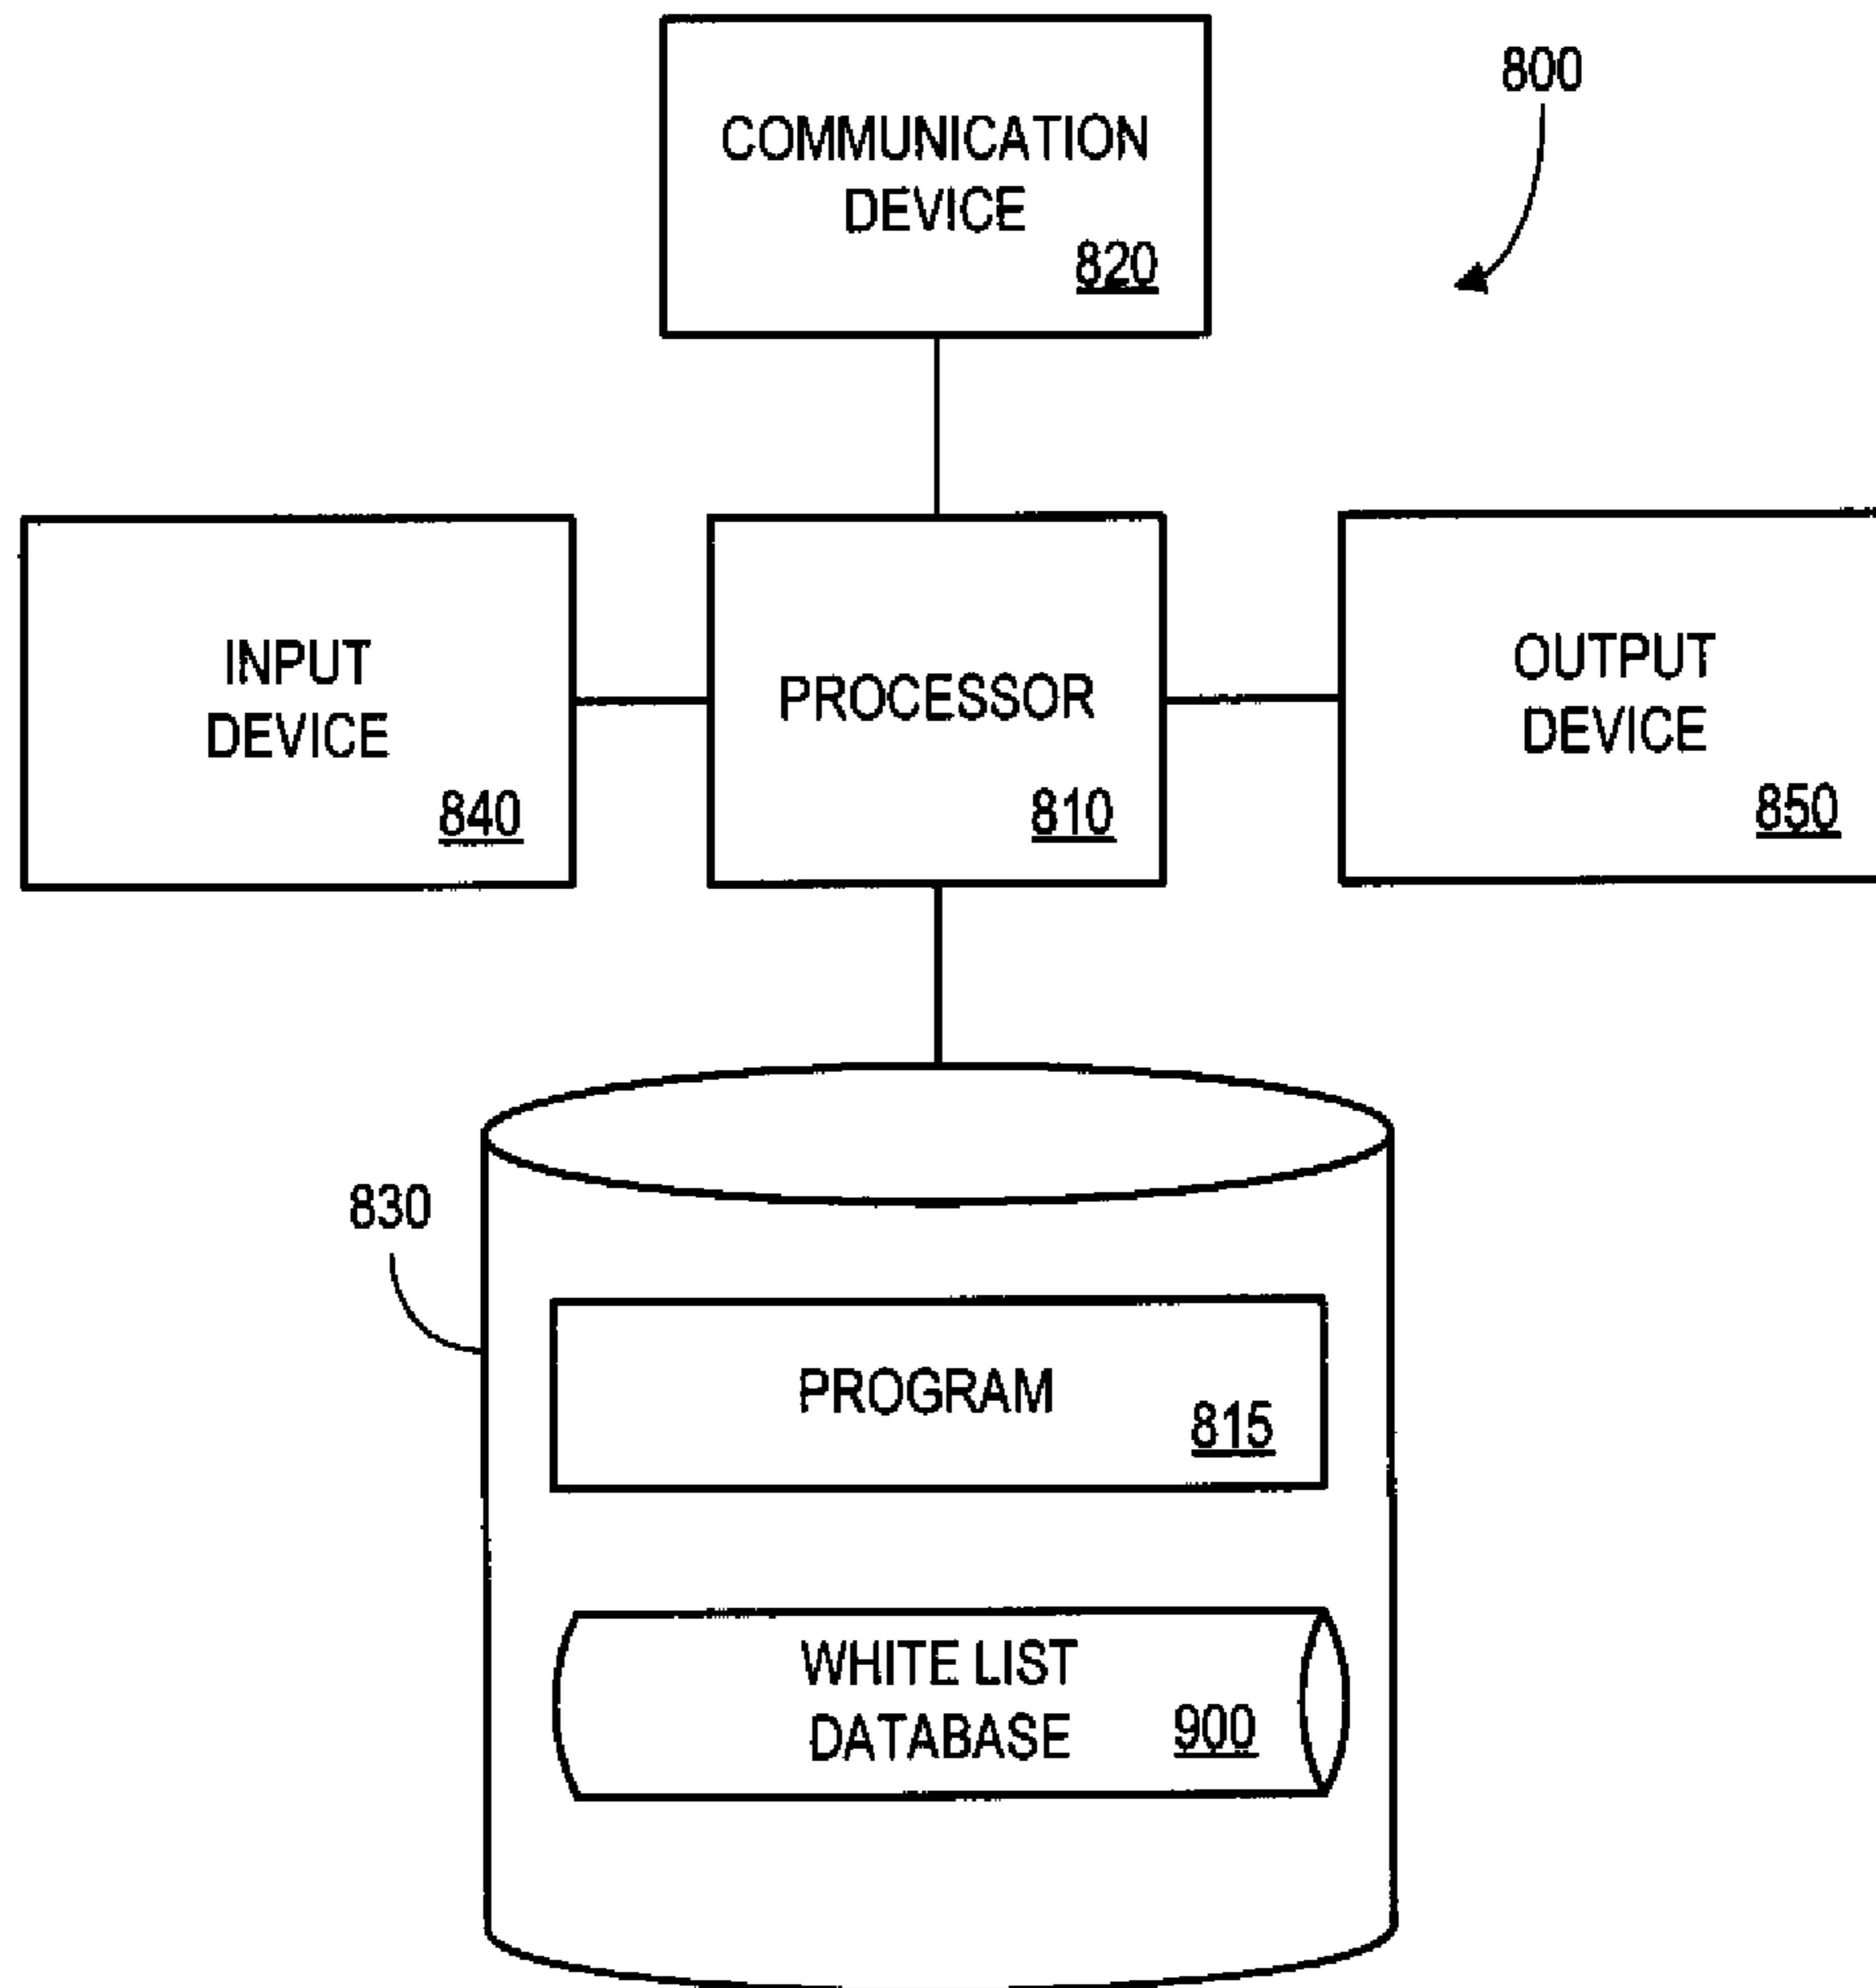 COMMUNICATION
DEVICE
820
800
INPUT
DEVICE
840
PROCESSOR
810
OUTPUT
DEVICE
850
830
PROGRAM
815
WHITE LIST
DATABASE
900